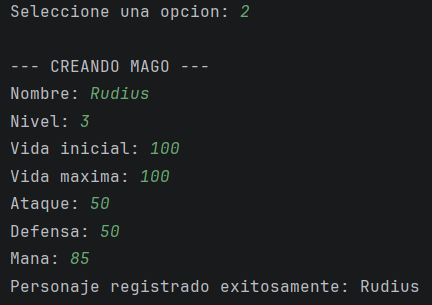 Seleccione una opcion: 2
--- CREANDO MAGO ---
Nombre: Rudius
Nivel: 3
Vida inicial: 100
Vida maxima: 100
Ataque: 50
Defensa: 50
Mana: 85
Personaje registrado exitosamente: Rudius